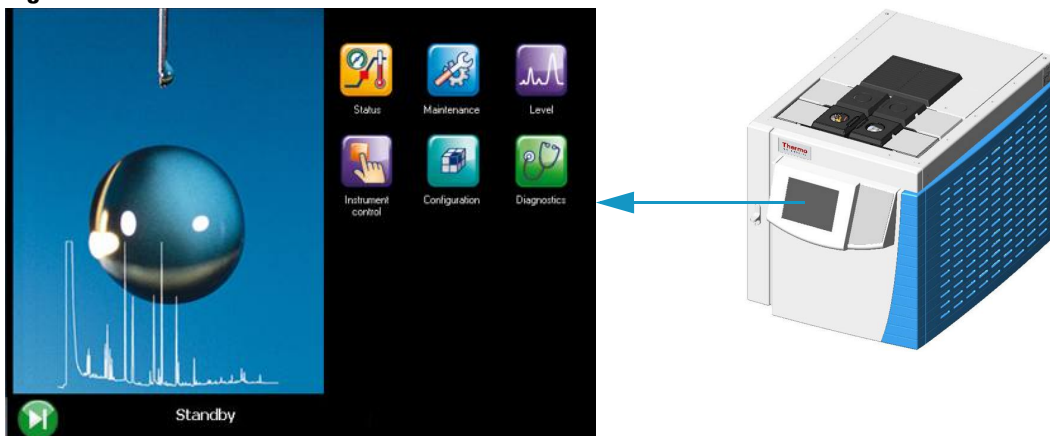 Status
Maintenance
Level
Instrument
control
Configuration
Diagnostics
Standby
Thermo